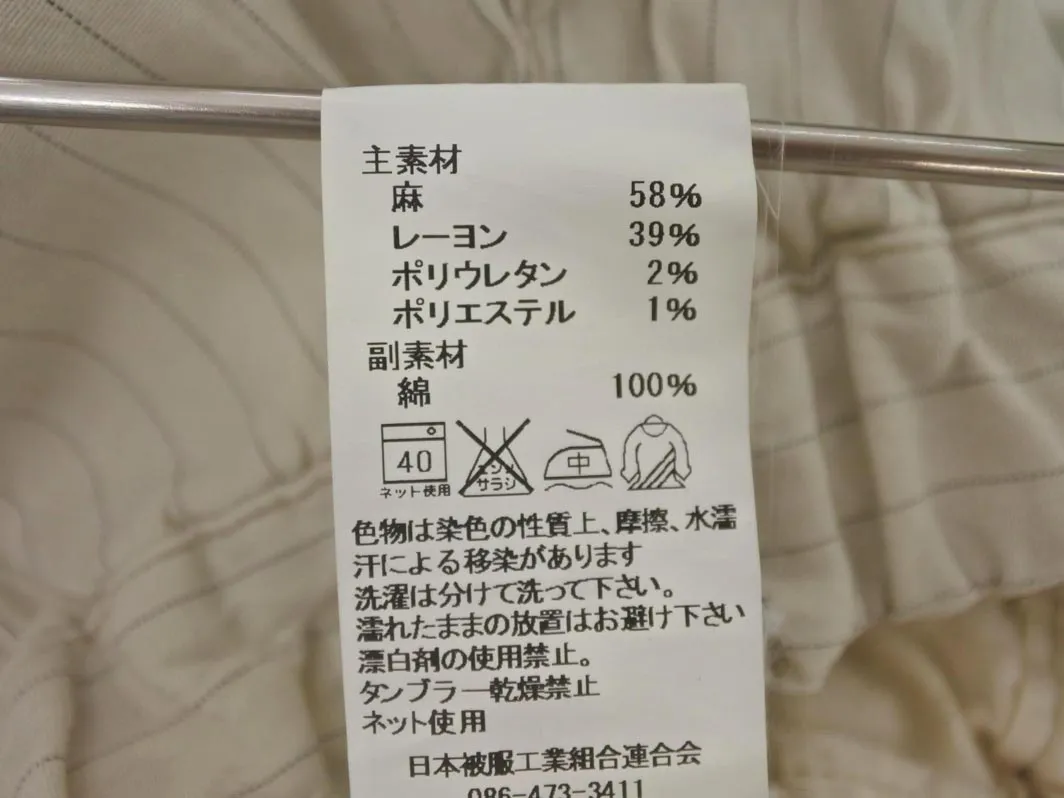 主素材
麻 58%
レーヨン 39%
ポリウレタン 2%
ポリエステル 1%
副素材
綿 100%
40
ネット使用
エンソ
サラシ
中
色物は染色の性質上、摩擦、水濡
汗による移染があります
洗濯は分けて洗って下さい。
濡れたままの放置はお避け下さい
漂白剤の使用禁止。
タンブラー乾燥禁止
ネット使用
日本被服工業組合連合会
086-473-3411